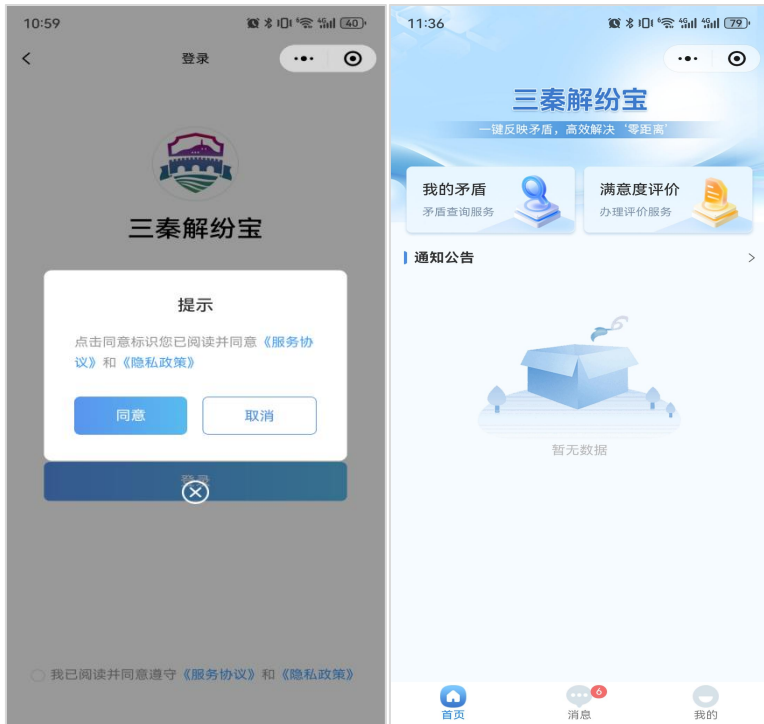 10:59
40
登录
三秦解纷宝
提示
点击同意标识您已阅读并同意《服务协
议》和《隐私政策》
同意
取消
登录
我已阅读并同意遵守《服务协议》和《隐私政策》
11:36
79
三秦解纷宝
一键反映矛盾，高效解决‘零距离’
我的矛盾
矛盾查询服务
满意度评价
办理评价服务
通知公告
暂无数据
首页
6
消息
我的